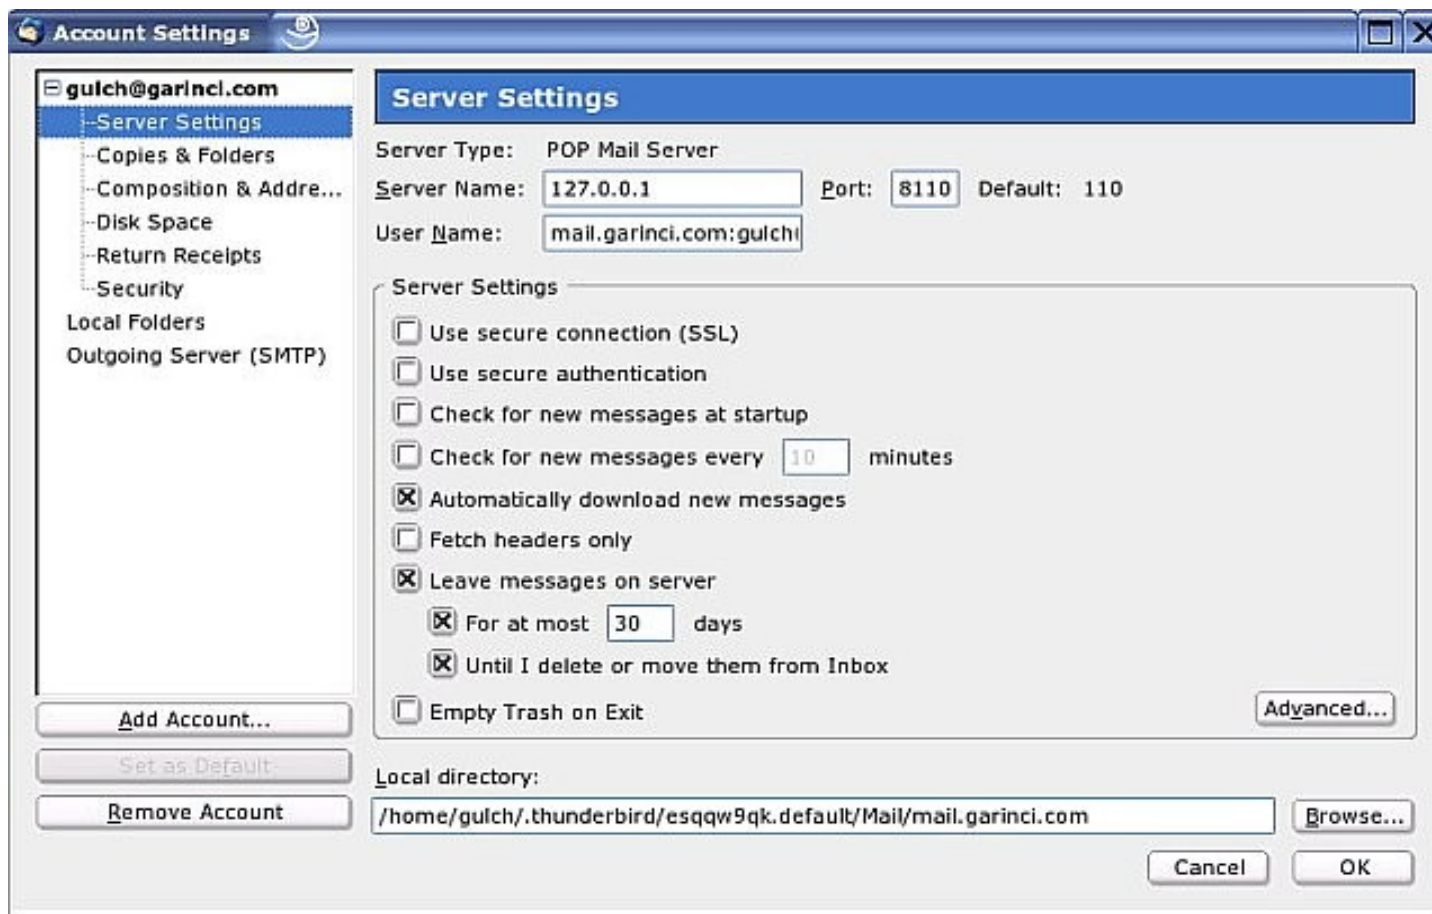 Account Settings
gulch@garinci.com
Server Settings
Copies & Folders
Composition & Addre...
Disk Space
Return Receipts
Security
Local Folders
Outgoing Server (SMTP)
Add Account...
Set as Default
Remove Account
Server Settings
Server Type: POP Mail Server
Server Name: 127.0.0.1 Port: 8110 Default: 110
User Name: mail.garinci.com:gulch
Server Settings
Use secure connection (SSL)
Use secure authentication
Check for new messages at startup
Check for new messages every 10 minutes
Automatically download new messages
Fetch headers only
Leave messages on server
For at most 30 days
Until I delete or move them from Inbox
Empty Trash on Exit
Advanced...
Local directory:
/home/gulch/.thunderbird/esqqw9qk.default/Mail/mail.garinci.com
Browse...
Cancel OK